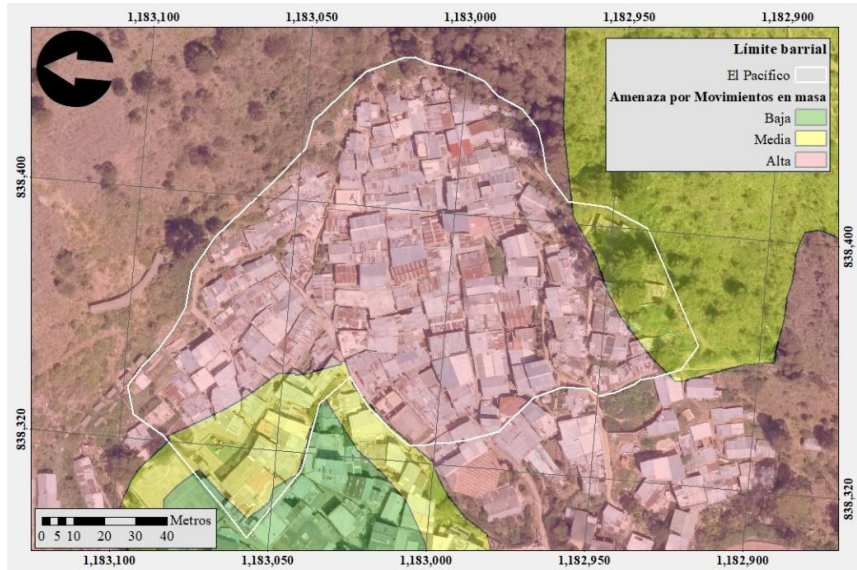 1,183,100 1,183,050 1,183,000 1,182,950 1,182,900
Límite barrial
El Pacífico
Amenaza por Movimientos en masa
Baja
Media
Alta
838,400
838,400
838,320
838,320
Metros
0 5 10 20 30 40
1,183,100 1,183,050 1,183,000 1,182,950 1,182,900